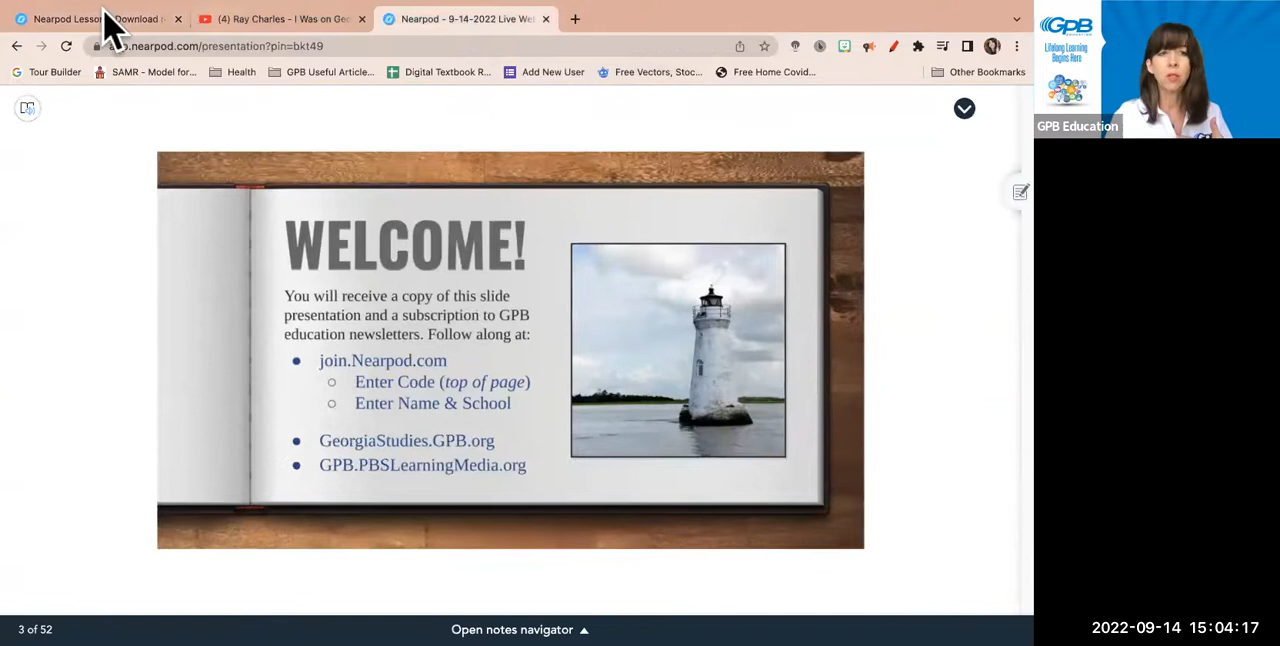 Nearpod Lesso
Download
(4) Ray Charles - I Was on Geo
Nearpod - 9-14-2022 Live We
.nearpod.com/presentation?pin=bkt49
Tour Builder
SAMR - Model for...
Health
GPB Useful Article...
Digital Textbook R...
Add New User
Free Vectors, Stoc...
Free Home Covid...
Other Bookmarks
GPB
EDUCATION
Lifelong Learning
Begins Here
GPB Education
WELCOME!
You will receive a copy of this slide
presentation and a subscription to GPB
education newsletters. Follow along at:
• join.Nearpod.com
○ Enter Code (top of page)
○ Enter Name & School
• GeorgiaStudies.GPB.org
• GPB.PBSLearningMedia.org
3 of 52
Open notes navigator
2022-09-14 15:04:17